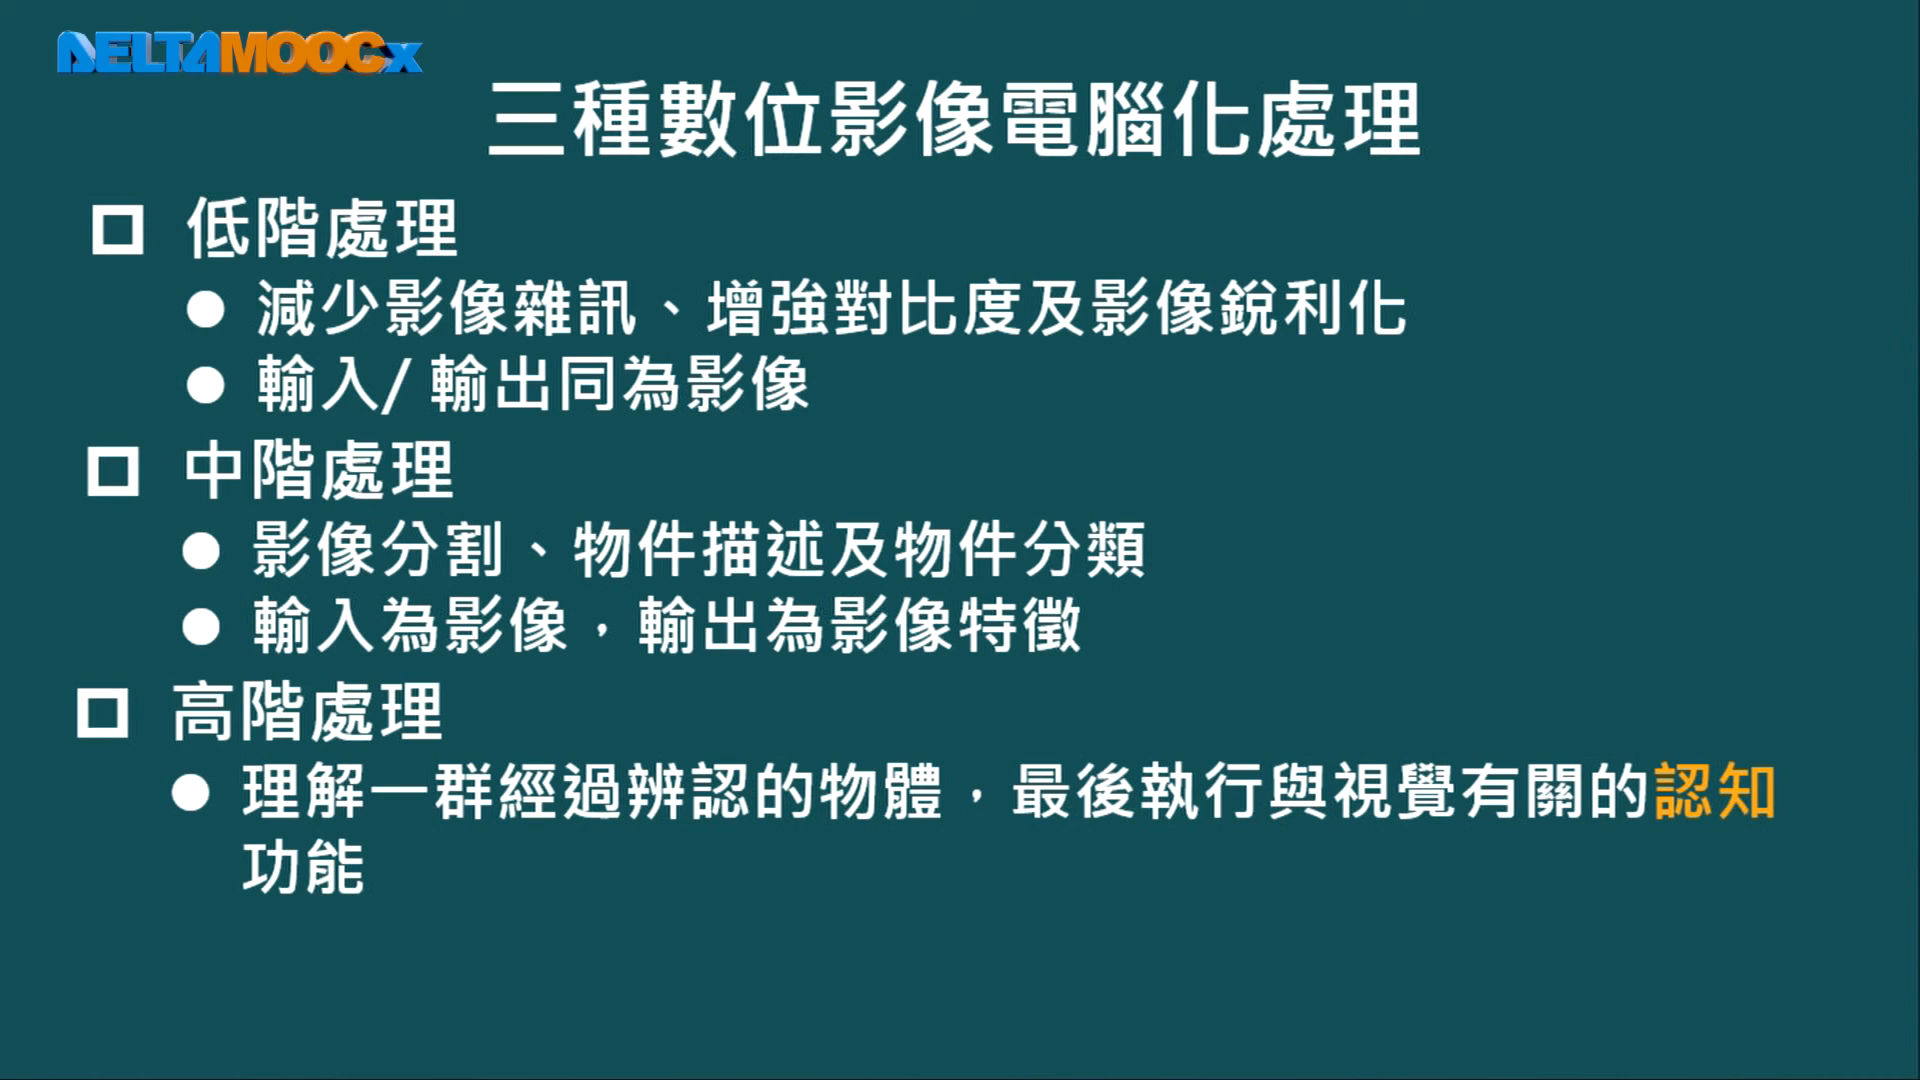 DELTAMOOCx
三種數位影像電腦化處理
低階處理
減少影像雜訊、增強對比度及影像銳利化
輸入/ 輸出同為影像
中階處理
影像分割、物件描述及物件分類
輸入為影像，輸出為影像特徵
高階處理
理解一群經過辨認的物體，最後執行與視覺有關的認知
功能